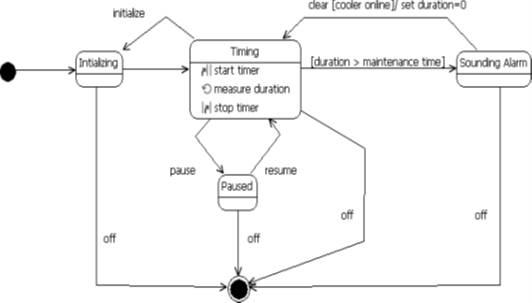 clear [cooler online]/ set duration=0
initialize
Timing
Intializing
start timer
measure duration
stop timer
[duration > maintenance time]
Sounding Alarm
pause
resume
Paused
off
off
off
off